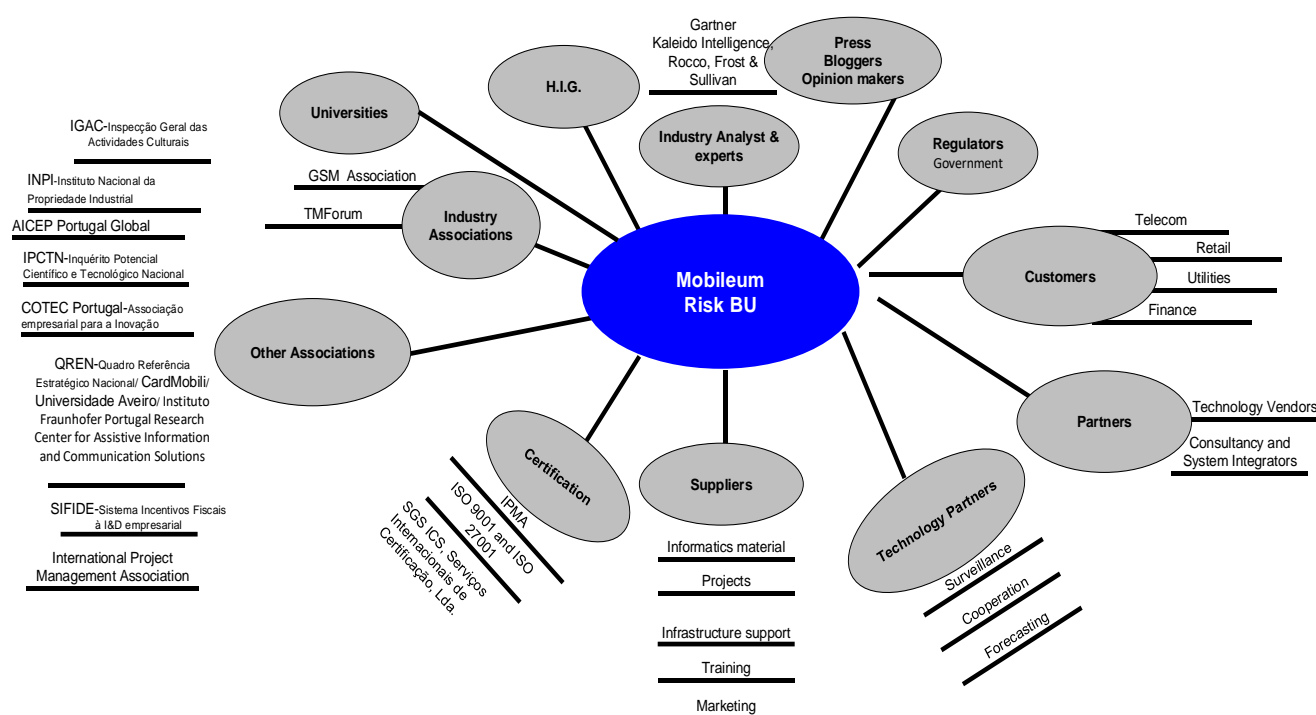 Gartner
Kaleido Intelligence,
Rocco, Frost &
Sullivan
Press
Bloggers
Opinion makers
H.I.G.
Universities
Industry Analyst &
experts
Regulators
Government
IGAC-Inspecção Geral das
Actividades Culturais
INPI-Instituto Nacional da
Propriedade Industrial
AICEP Portugal Global
IPCTN-Inquérito Potencial
Científico e Tecnológico Nacional
COTEC Portugal-Associação
empresarial para a Inovação
QREN-Quadro Referência
Estratégico Nacional/ CardMobili/
Universidade Aveiro/ Instituto
Fraunhofer Portugal Research
Center for Assistive Information
and Communication Solutions
SIFIDE-Sistema Incentivos Fiscais
à I&D empresarial
International Project
Management Association
GSM Association
TMForum
Industry
Associations
Other Associations
Mobileum
Risk BU
Customers
Telecom
Retail
Utilities
Finance
Partners
Technology Vendors
Consultancy and
System Integrators
Certification
IPMA
ISO 9001 and ISO
27001
SGS ICS, Serviços
Internacionais de
Certificação, Lda.
Suppliers
Informatics material
Projects
Infrastructure support
Training
Marketing
Technology Partners
Surveillance
Cooperation
Forecasting